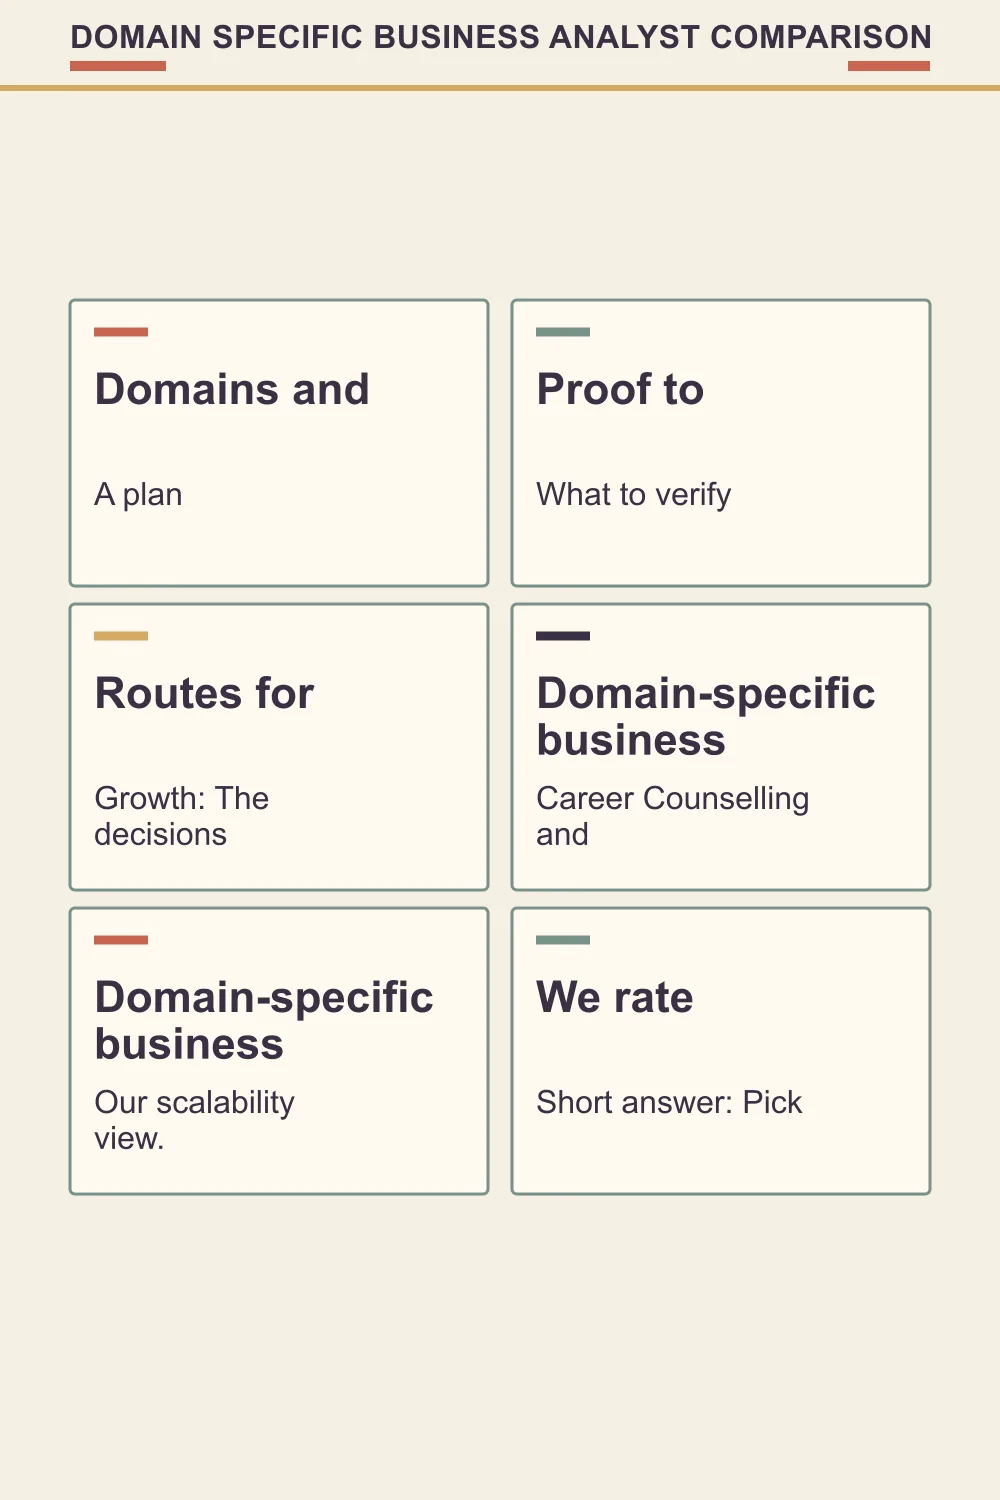 DOMAIN SPECIFIC BUSINESS ANALYST COMPARISON
Domains and
A plan
Proof to
What to verify
Routes for
Growth: The
decisions
Domain-specific
business
Career Counselling
and
Domain-specific
business
Our scalability
view.
We rate
Short answer: Pick